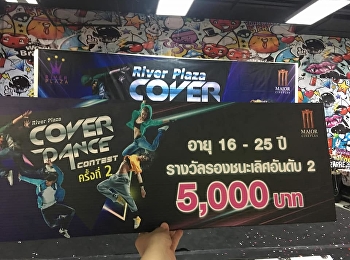 River Plaza
COVER
MAJOR
River Plaza
COVER
DANCE
CONTEST
ครั้งที่ 2
MAJOR
อายุ 16 - 25 ปี
รางวัลรองชนะเลิศอันดับ 2
5,000 บาท